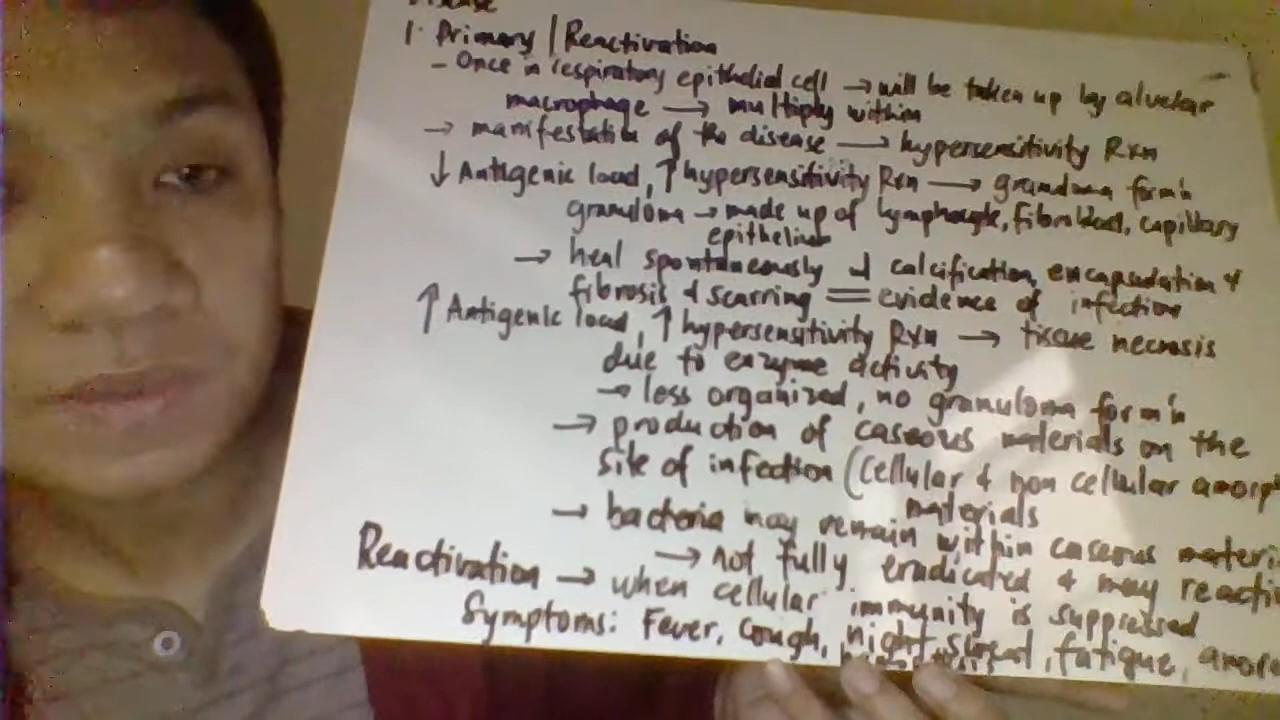 Disease
1. Primary | Reactivation
- Once in respiratory epithelial cell → will be taken up by alveolar
macrophage → multiply within
→ manifestation of the disease → hypersensitivity Rxn
↓ Antigenic load, ↑ hypersensitivity Rxn → granuloma form'n
granuloma → made up of lymphocyte, fibroblast, capillary
epithelium
→ heal spontaneously calcification, encapsulation &
fibrosis & scarring = evidence of infection
↑ Antigenic load, ↑ hypersensitivity Rxn → tissue necrosis
due to enzyme activity
→ less organized, no granuloma form'n
→ production of caseous materials on the
site of infection (cellular & non cellular amorp
materials
→ bacteria may remain within caseous materi
→ not fully eradicated & may reacti
Reactivation → when cellular immunity is suppressed
Symptoms: Fever, Cough, night sweat, fatigue,